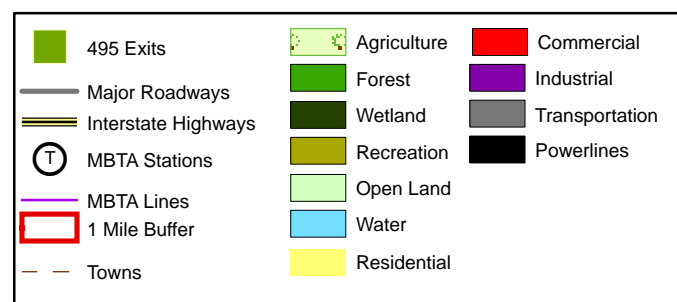 495 Exits
Major Roadways
Interstate Highways
T
MBTA Stations
MBTA Lines
1 Mile Buffer
Towns
Agriculture
Forest
Wetland
Recreation
Open Land
Water
Residential
Commercial
Industrial
Transportation
Powerlines